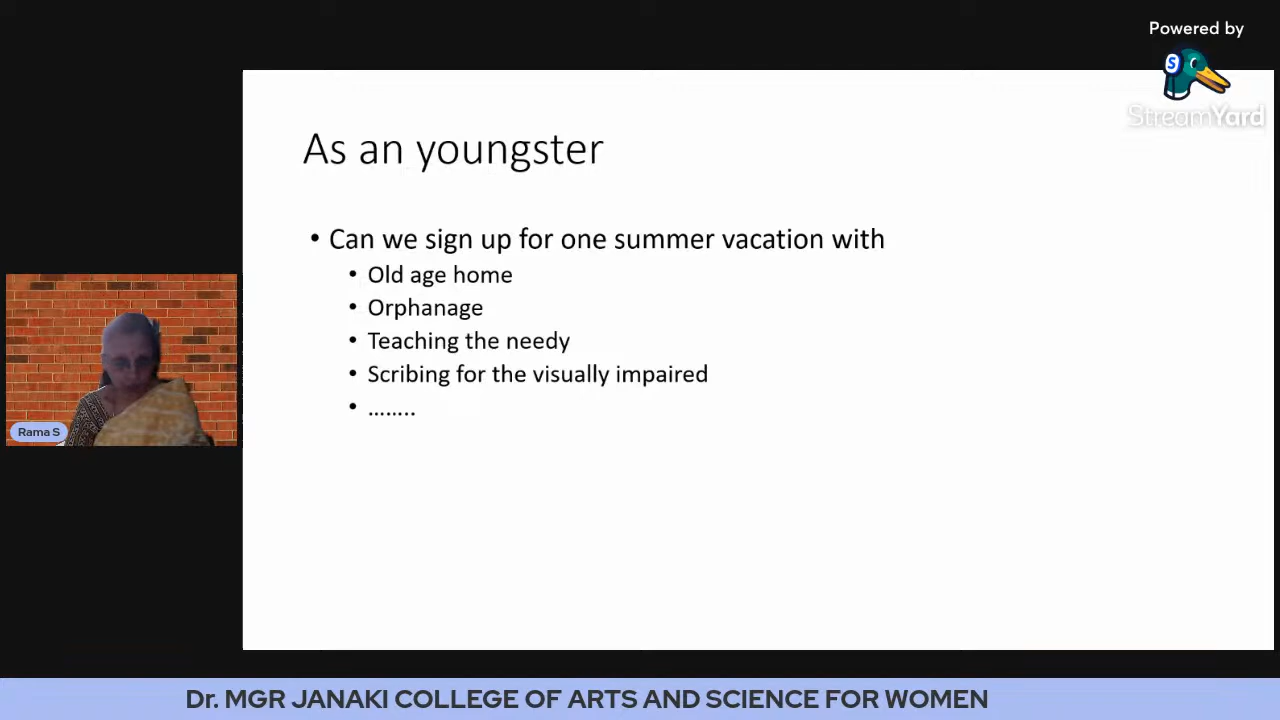 Powered by
StreamYard
As an youngster
• Can we sign up for one summer vacation with
• Old age home
• Orphanage
• Teaching the needy
• Scribing for the visually impaired
• ........
Rama S
Dr. MGR JANAKI COLLEGE OF ARTS AND SCIENCE FOR WOMEN